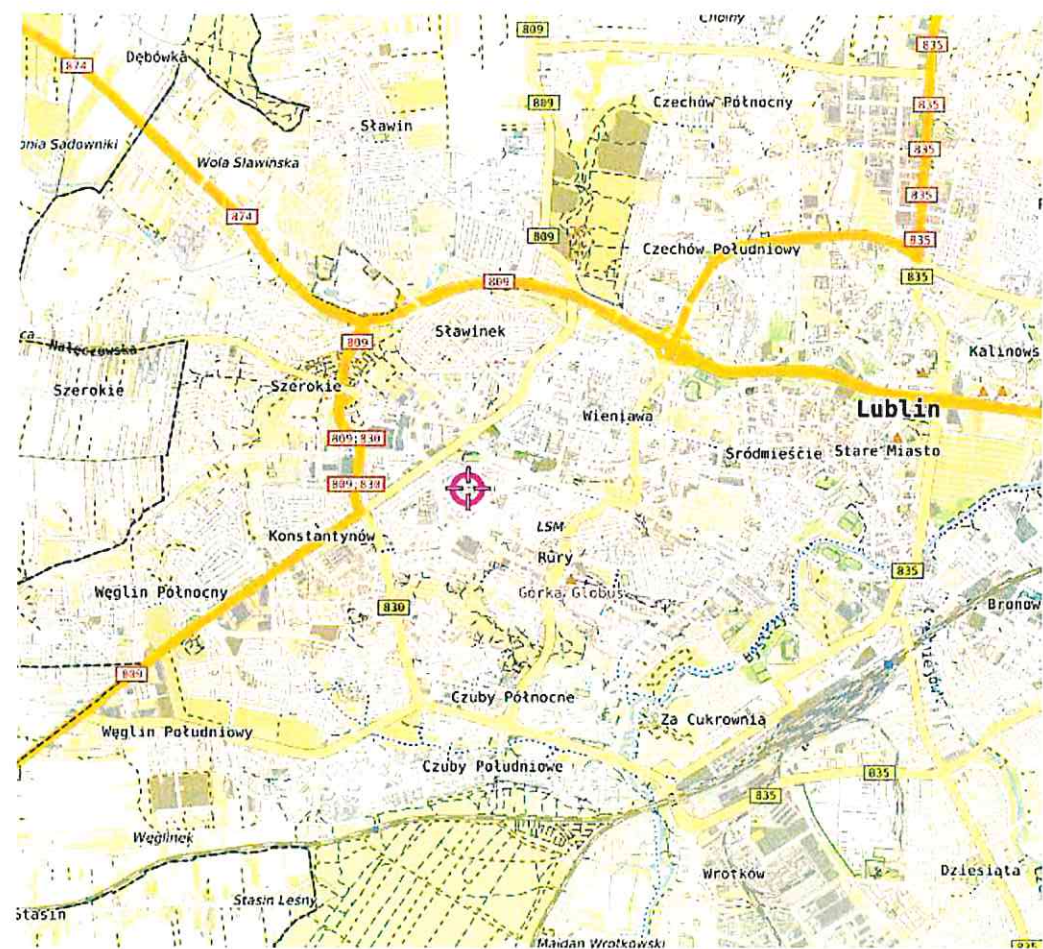 Choiny
809
835
Dębówka
874
809
Czechów Północny
835
Sławin
onia Sadowniki
835
Wola Sławińska
835
874
809
835
Czechów Południowy
835
809
Sławinek
809
Nałęczowska
Kalinows
Szerokie
Szerokie
Wieniawa
Lublin
809;830
Śródmieście
Stare Miasto
809;830
LSM
Konstantynów
Rury
835
Węglin Północny
Górka Globus
830
Bronow
809
Czuby Północne
Za Cukrownią
Węglin Południowy
Czuby Południowe
835
835
Węglinek
Wrotków
Dziesiąta
Stasin Leśny
Stasin
Majdan Wrotkowski